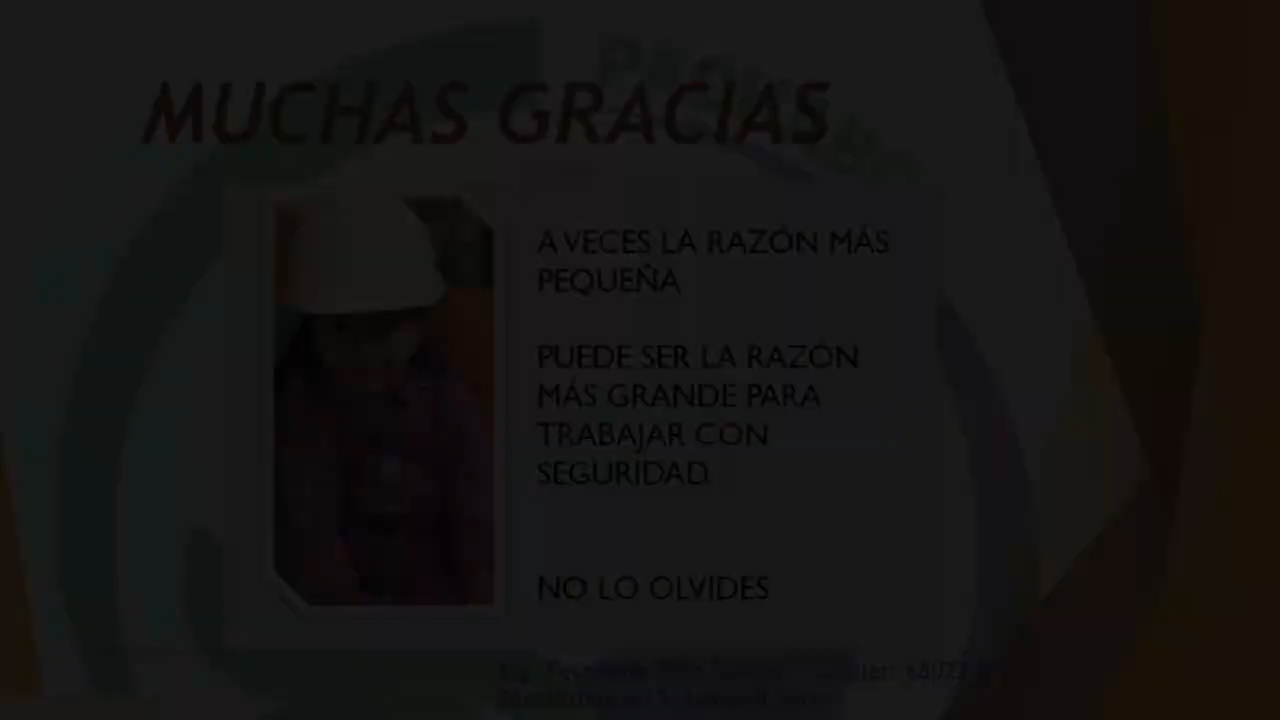 MUCHAS GRACIAS
A VECES LA RAZÓN MÁS
PEQUEÑA
PUEDE SER LA RAZÓN
MÁS GRANDE PARA
TRABAJAR CON
SEGURIDAD.
NO LO OLVIDES